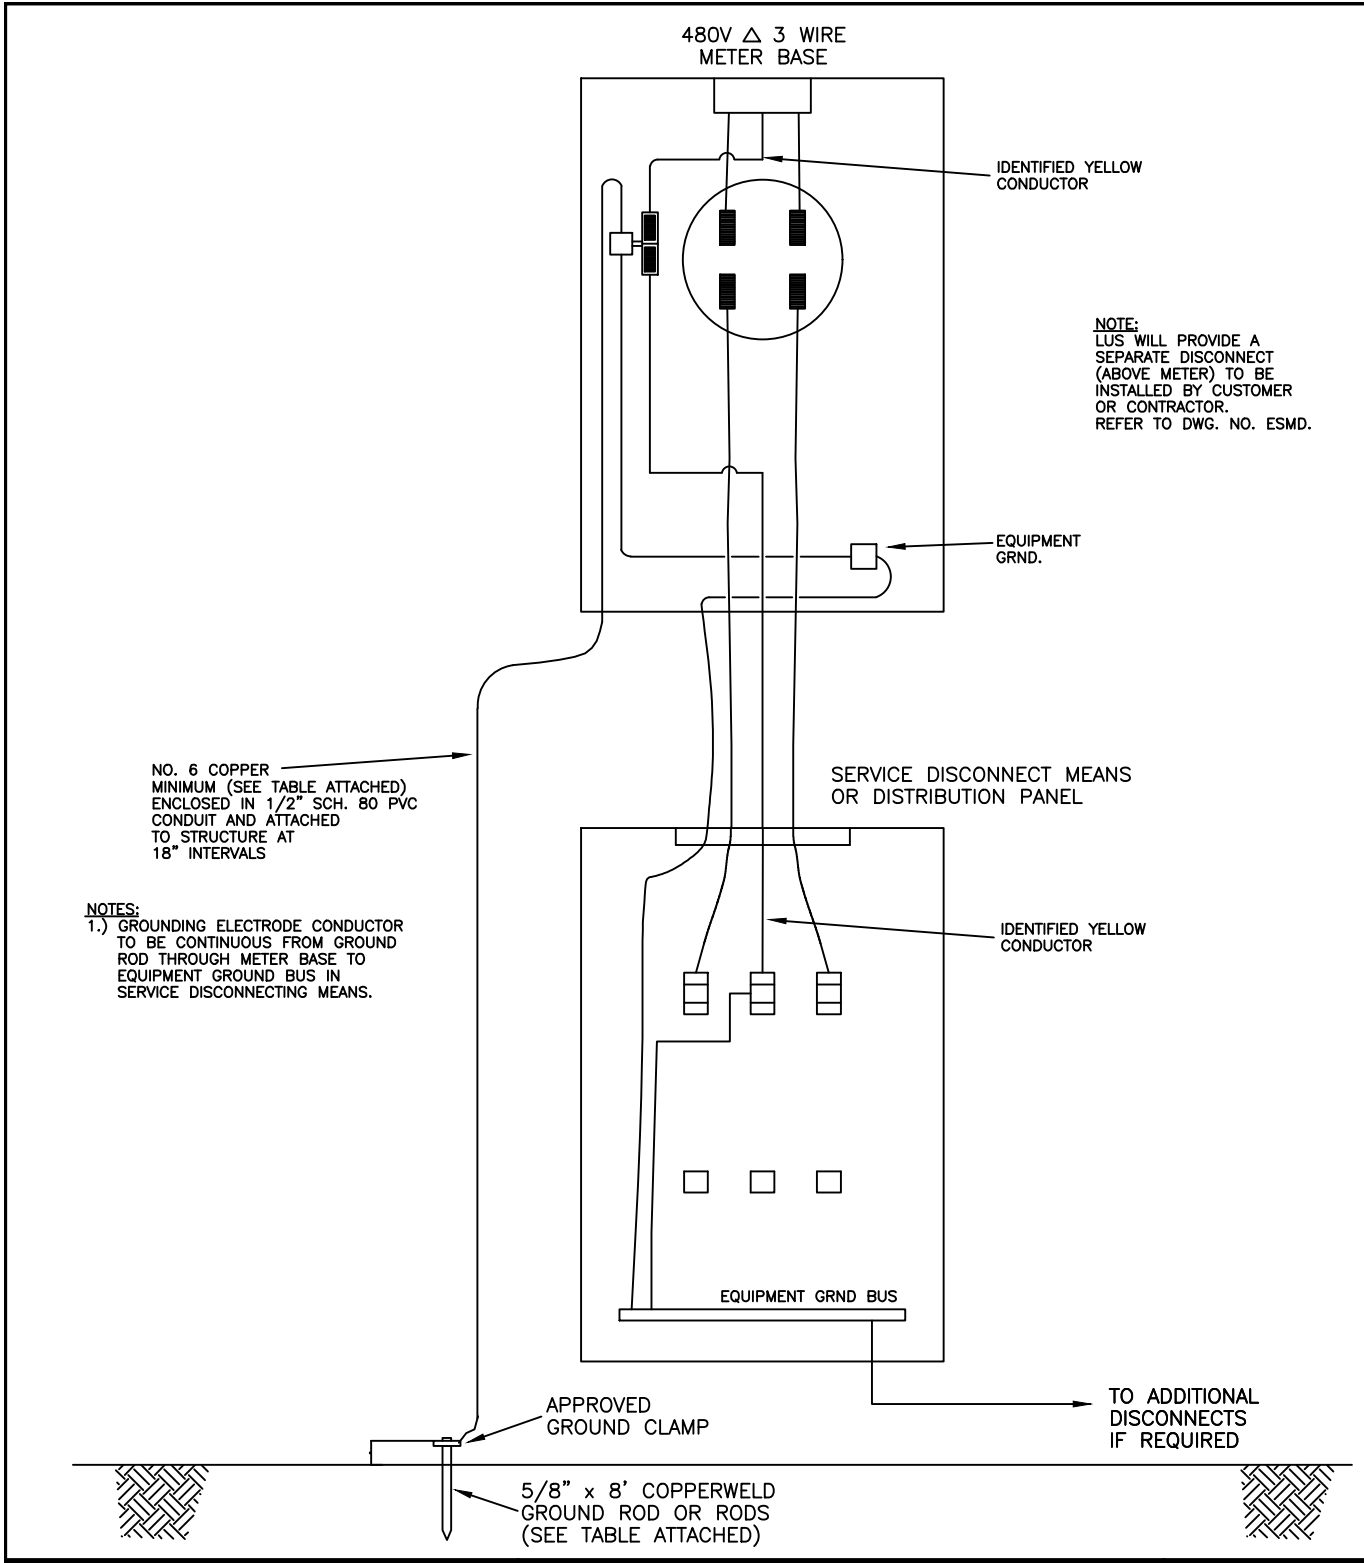 480V △ 3 WIRE
METER BASE
IDENTIFIED YELLOW
CONDUCTOR
NOTE:
LUS WILL PROVIDE A
SEPARATE DISCONNECT
(ABOVE METER) TO BE
INSTALLED BY CUSTOMER
OR CONTRACTOR.
REFER TO DWG. NO. ESMD.
EQUIPMENT
GRND.
NO. 6 COPPER
MINIMUM (SEE TABLE ATTACHED)
ENCLOSED IN 1/2" SCH. 80 PVC
CONDUIT AND ATTACHED
TO STRUCTURE AT
18" INTERVALS
SERVICE DISCONNECT MEANS
OR DISTRIBUTION PANEL
NOTES:
1.) GROUNDING ELECTRODE CONDUCTOR
TO BE CONTINUOUS FROM GROUND
ROD THROUGH METER BASE TO
EQUIPMENT GROUND BUS IN
SERVICE DISCONNECTING MEANS.
IDENTIFIED YELLOW
CONDUCTOR
EQUIPMENT GRND BUS
APPROVED
GROUND CLAMP
TO ADDITIONAL
DISCONNECTS
IF REQUIRED
5/8" x 8' COPPERWELD
GROUND ROD OR RODS
(SEE TABLE ATTACHED)